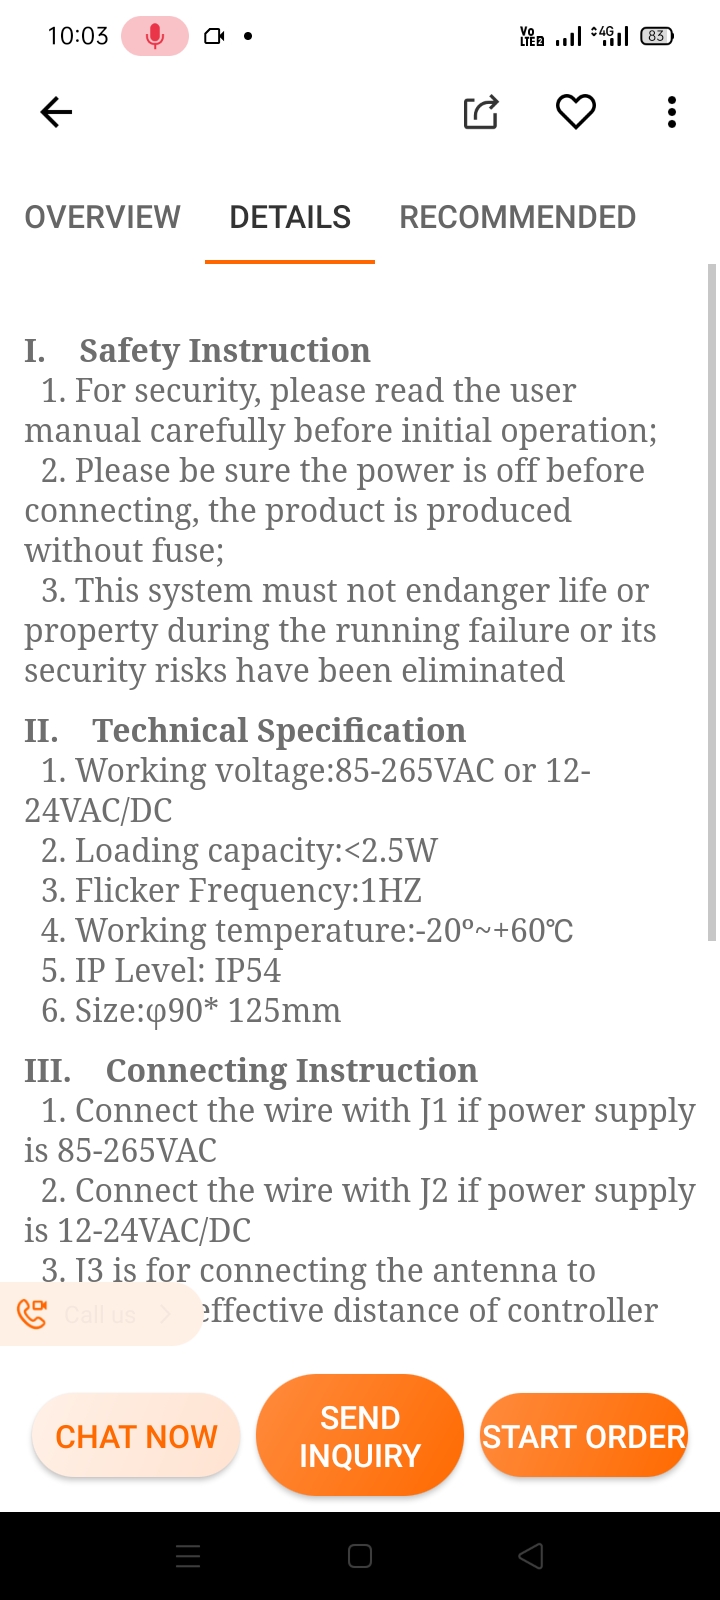 10:03
Vo LTE2 4G 83
OVERVIEW DETAILS RECOMMENDED
I. Safety Instruction
1. For security, please read the user
manual carefully before initial operation;
2. Please be sure the power is off before
connecting, the product is produced
without fuse;
3. This system must not endanger life or
property during the running failure or its
security risks have been eliminated
II. Technical Specification
1. Working voltage:85-265VAC or 12-
24VAC/DC
2. Loading capacity:<2.5W
3. Flicker Frequency:1HZ
4. Working temperature:-20º~+60℃
5. IP Level: IP54
6. Size:φ90* 125mm
III. Connecting Instruction
1. Connect the wire with J1 if power supply
is 85-265VAC
2. Connect the wire with J2 if power supply
is 12-24VAC/DC
3. J3 is for connecting the antenna to
Call us effective distance of controller
CHAT NOW
SEND
INQUIRY
START ORDER